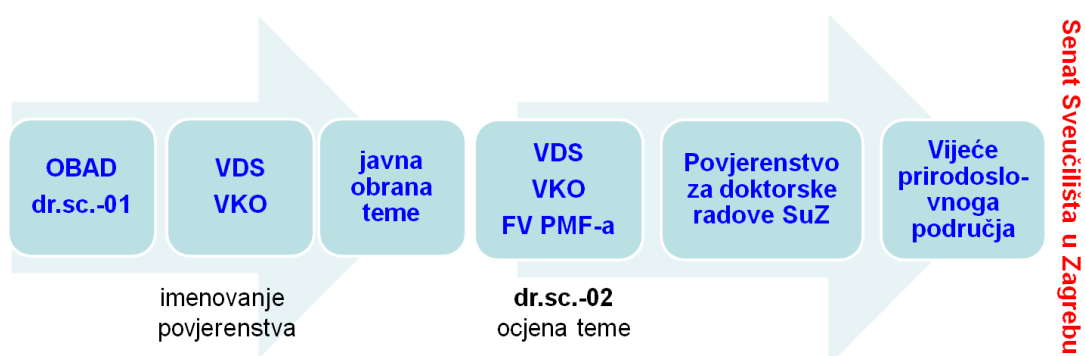 OBAD
dr.sc.-01
VDS
VKO
javna
obrana
teme
VDS
VKO
FV PMF-a
Povjerenstvo
za doktorske
radove SuZ
Vijeće
prirodoslo-
vnoga
područja
imenovanje
povjerenstva
dr.sc.-02
ocjena teme
Senat Sveučilišta u Zagrebu